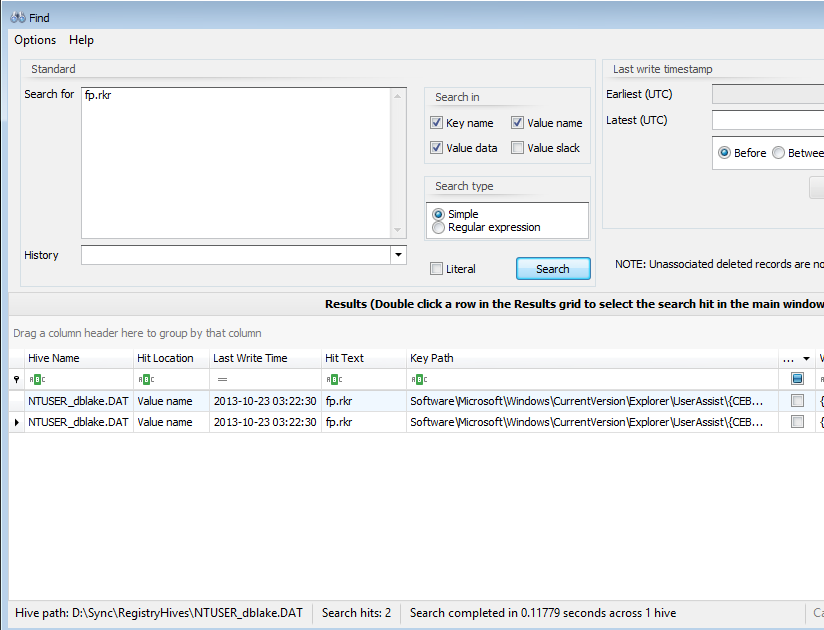 Find
Options Help
Standard
Last write timestamp
Search for fp.rkr
Search in
Key name Value name
Value data Value slack
Earliest (UTC)
Latest (UTC)
Before Betwee
Search type
Simple
Regular expression
History
Literal Search
NOTE: Unassociated deleted records are no
Results (Double click a row in the Results grid to select the search hit in the main window
Drag a column header here to group by that column
Hive Name Hit Location Last Write Time Hit Text Key Path ... V
ABC ABC = ABC ABC
NTUSER_dblake.DAT Value name 2013-10-23 03:22:30 fp.rkr Software\Microsoft\Windows\CurrentVersion\Explorer\UserAssist\{CEB... {
NTUSER_dblake.DAT Value name 2013-10-23 03:22:30 fp.rkr Software\Microsoft\Windows\CurrentVersion\Explorer\UserAssist\{CEB... {
Hive path: D:\Sync\RegistryHives\NTUSER_dblake.DAT Search hits: 2 Search completed in 0.11779 seconds across 1 hive Ca